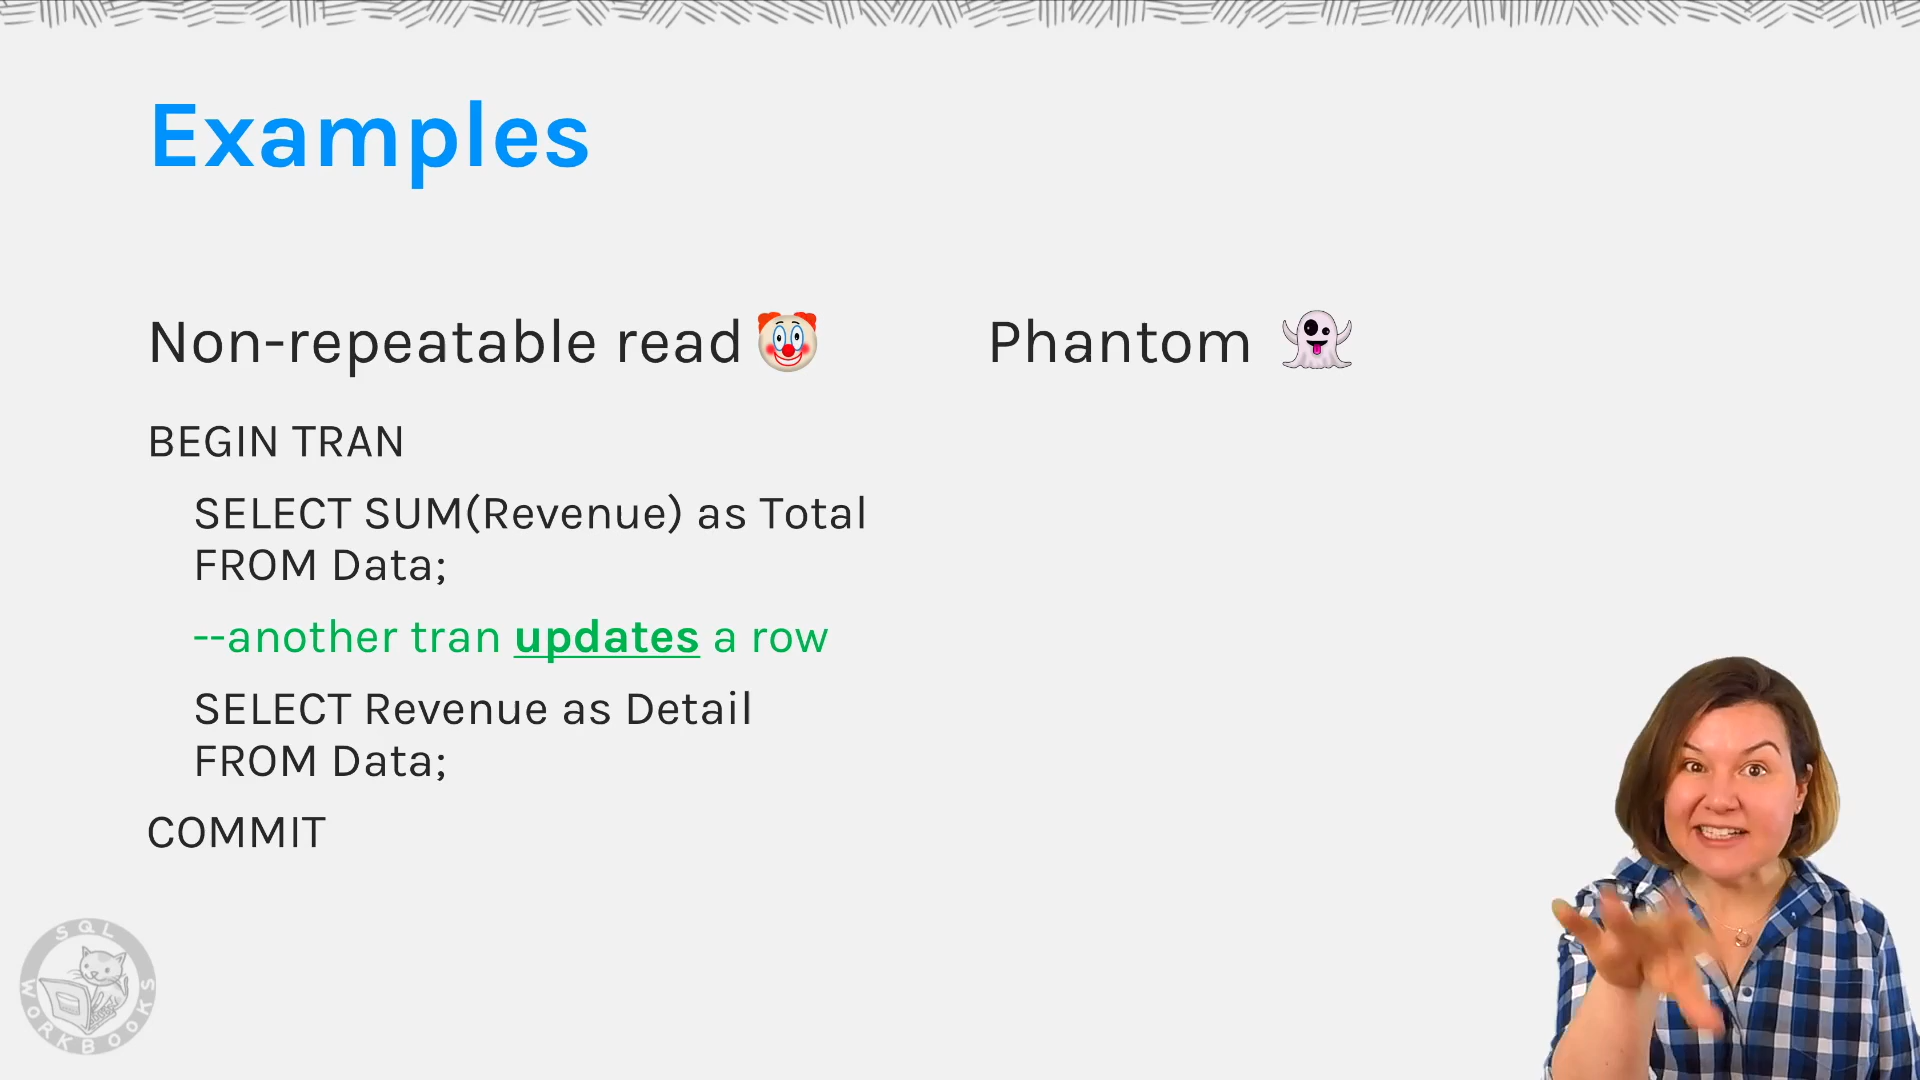 Examples
Non-repeatable read 🤡
Phantom 👻
BEGIN TRAN
SELECT SUM(Revenue) as Total
FROM Data;
--another tran updates a row
SELECT Revenue as Detail
FROM Data;
COMMIT
SQL
WORKBOOKS